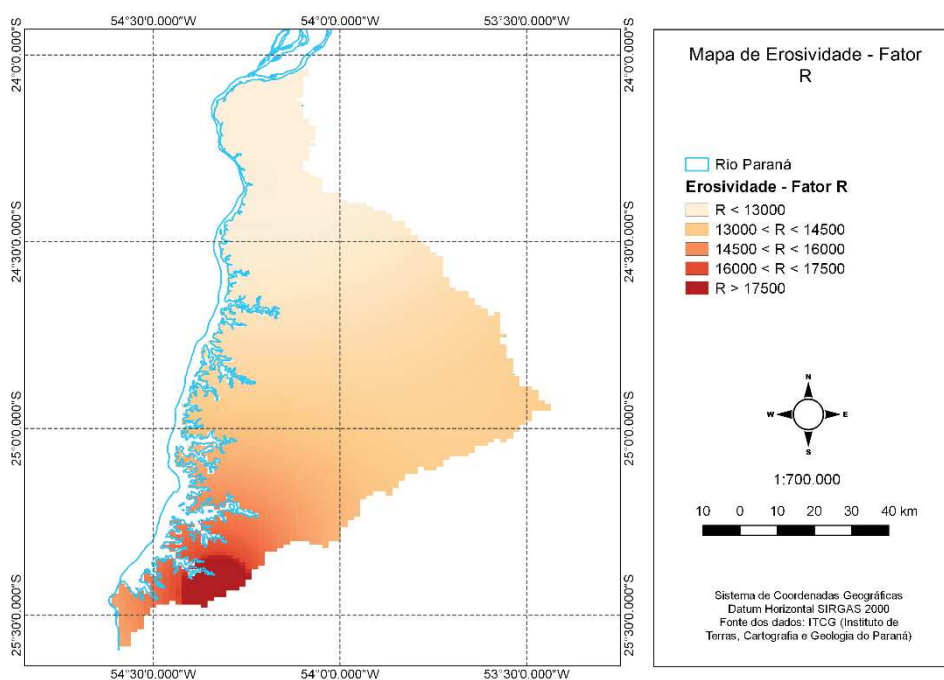 54°30'0.000"W
54°0'0.000"W
53°30'0.000"W
24°0'0.000"S
24°0'0.000"S
24°30'0.000"S
24°30'0.000"S
25°0'0.000"S
25°0'0.000"S
25°30'0.000"S
25°30'0.000"S
54°30'0.000"W
54°0'0.000"W
53°30'0.000"W
Mapa de Erosividade - Fator
R
Rio Paraná
Erosividade - Fator R
R < 13000
13000 < R < 14500
14500 < R < 16000
16000 < R < 17500
R > 17500
N
W E
S
1:700.000
10 0 10 20 30 40 km
Sistema de Coordenadas Geográficas
Datum Horizontal SIRGAS 2000
Fonte dos dados: ITCG (Instituto de
Terras, Cartografia e Geologia do Paraná)